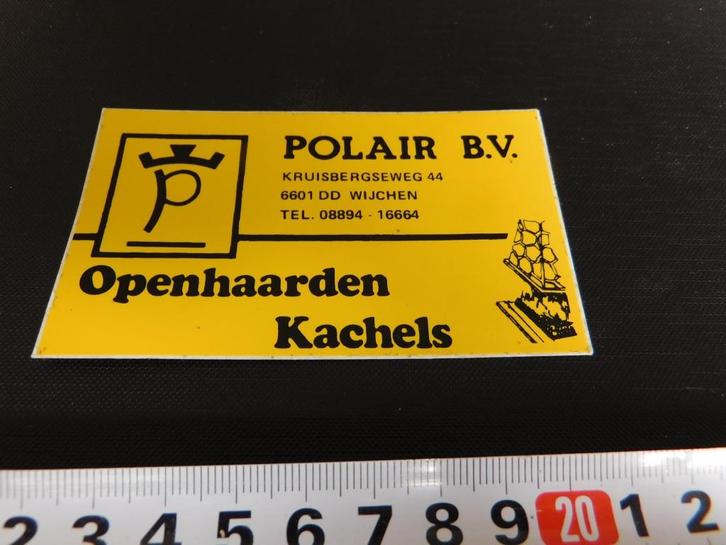 P
POLAIR B.V.
KRUISBERGSEWEG 44
6601 DD WIJCHEN
TEL. 08894 - 16664
Openhaarden
Kachels
2 3 4 5 6 7 8 9 20 1 2